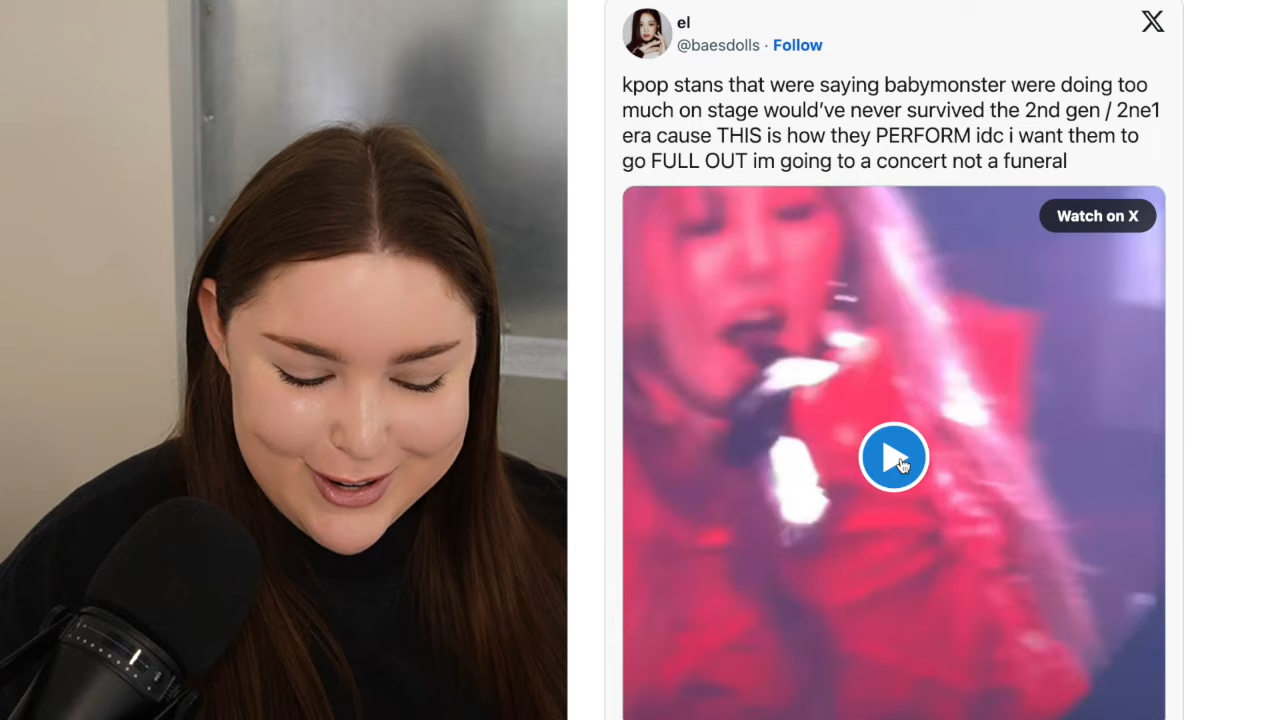 el
@baesdolls · Follow
kpop stans that were saying babymonster were doing too
much on stage would’ve never survived the 2nd gen / 2ne1
era cause THIS is how they PERFORM idc i want them to
go FULL OUT im going to a concert not a funeral
Watch on X